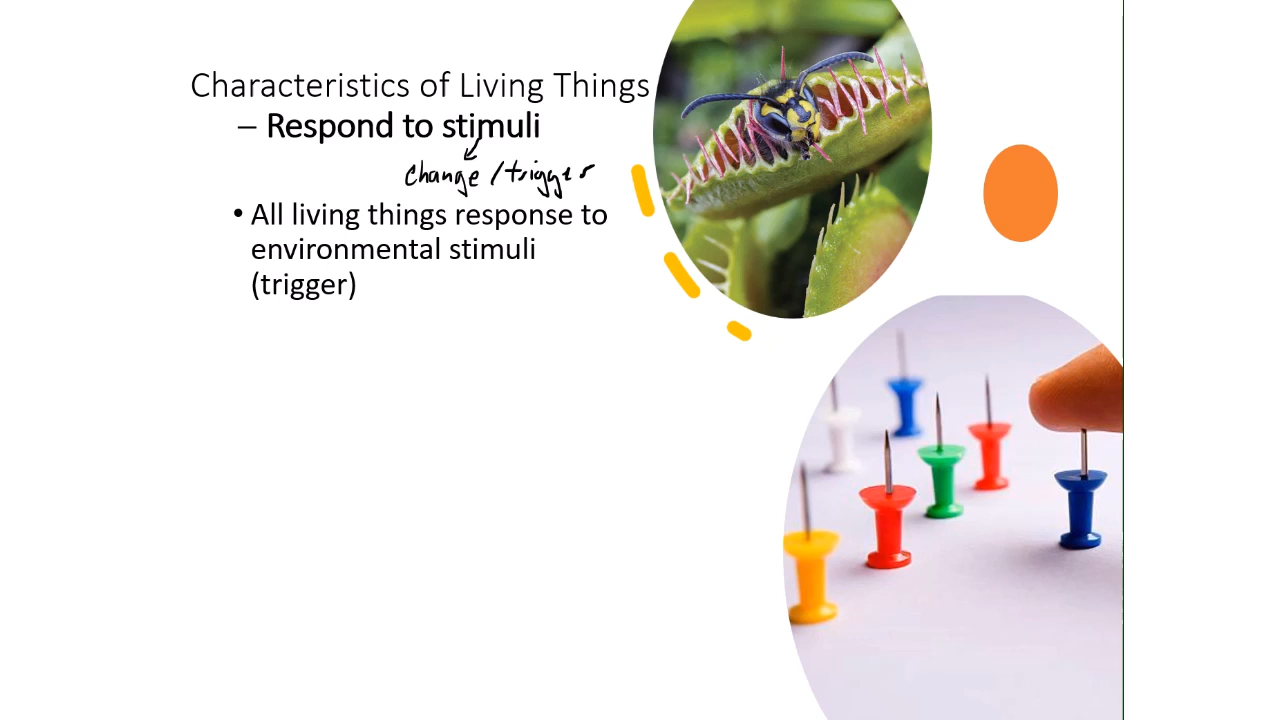 Characteristics of Living Things
– Respond to stimuli
change / trigger
• All living things response to
environmental stimuli
(trigger)